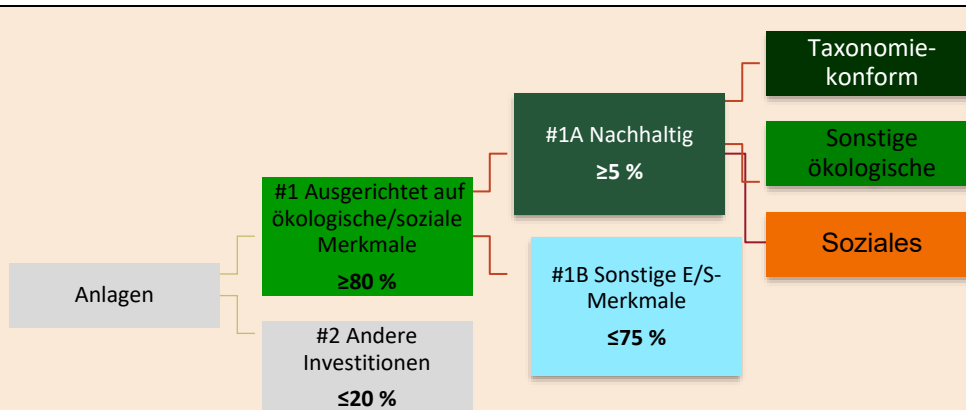 Anlagen
#1 Ausgerichtet auf
ökologische/soziale
Merkmale
≥80 %
#2 Andere
Investitionen
≤20 %
#1A Nachhaltig
≥5 %
#1B Sonstige E/S-
Merkmale
≤75 %
Taxonomie-
konform
Sonstige
ökologische
Soziales